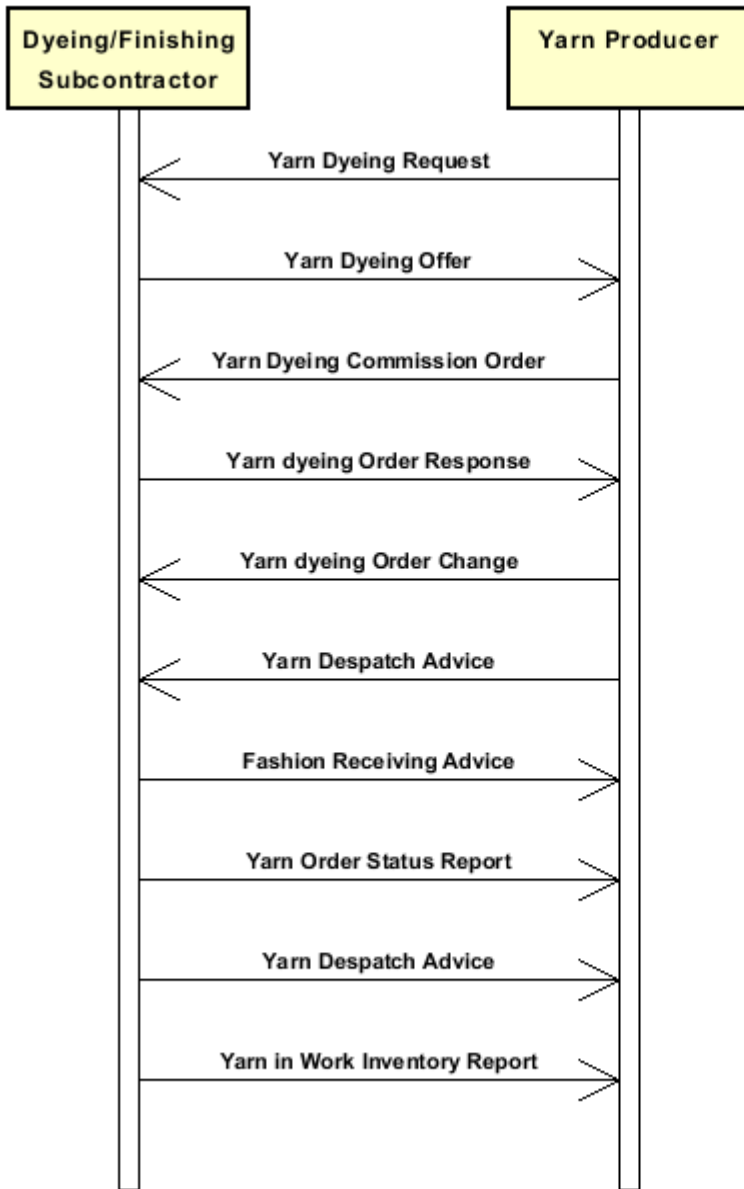 Dyeing/Finishing
Subcontractor
Yarn Producer
Yarn Dyeing Request
Yarn Dyeing Offer
Yarn Dyeing Commission Order
Yarn dyeing Order Response
Yarn dyeing Order Change
Yarn Despatch Advice
Fashion Receiving Advice
Yarn Order Status Report
Yarn Despatch Advice
Yarn in Work Inventory Report